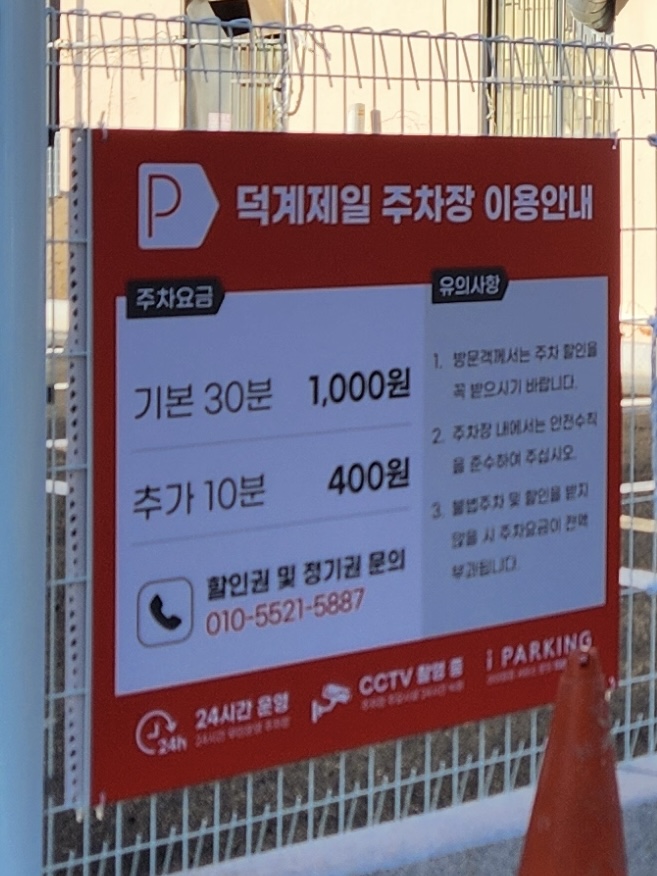 P
덕계제일 주차장 이용안내
주차요금
기본 30분 1,000원
추가 10분 400원
할인권 및 정기권 문의
010-5521-5887
유의사항
1. 방문객께서는 주차 할인을
꼭 받으시기 바랍니다.
2. 주차장 내에서는 안전수칙
을 준수하여 주십시오.
3. 불법주차 및 할인을 받지
않을 시 주차요금이 전액
부과됩니다.
24h
24시간 운영
CCTV 촬영 중
i PARKING